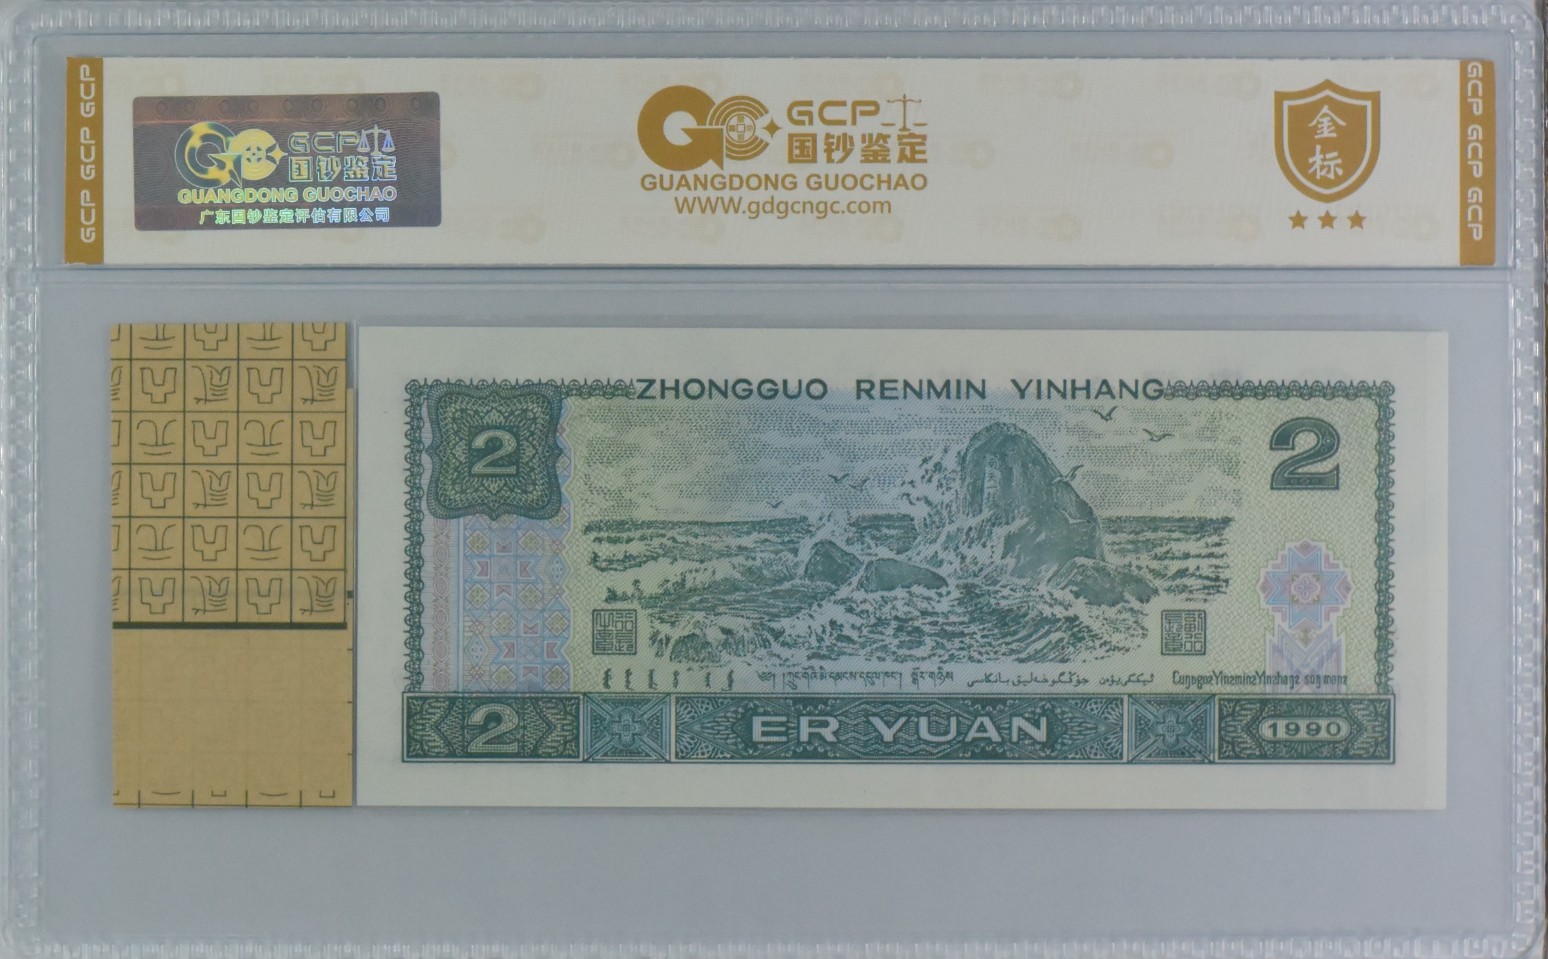 GCP GCP GCP
GCP
国钞鉴定
GUANGDONG GUOCHAO
广东国钞鉴定评估有限公司
GCP
国钞鉴定
GUANGDONG GUOCHAO
WWW.gdgcngc.com
金标
GCP GCP GCP
ZHONGGUO RENMIN YINHANG
2
2
2
ER YUAN
1990